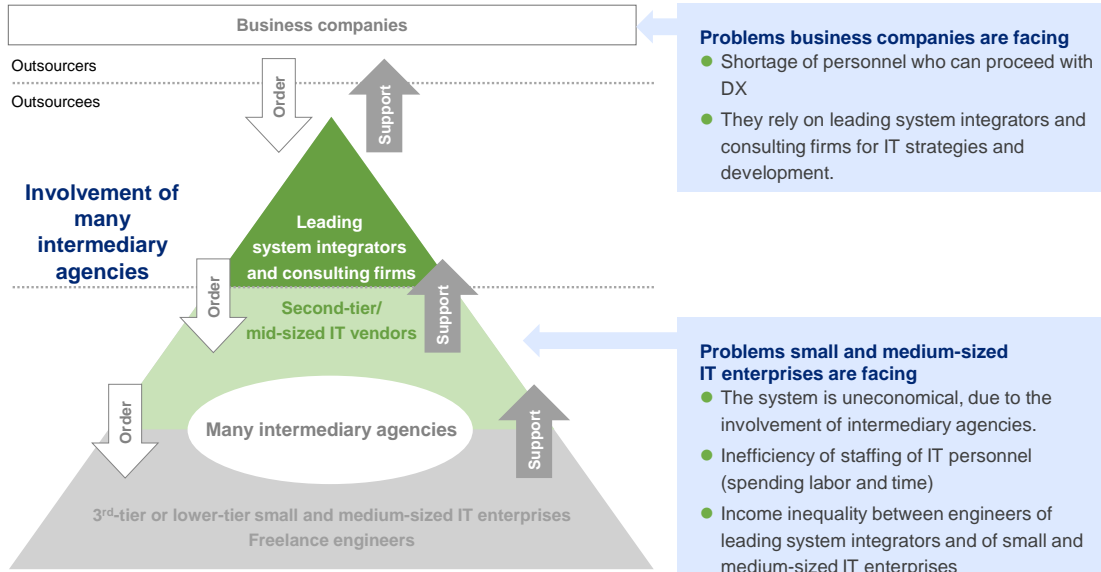 Business companies
Outsourcers
Outsourcees
Order
Support
Involvement of
many
intermediary
agencies
Leading
system integrators
and consulting firms
Order
Support
Second-tier/
mid-sized IT vendors
Order
Support
Many intermediary agencies
3rd-tier or lower-tier small and medium-sized IT enterprises
Freelance engineers
Problems business companies are facing
Shortage of personnel who can proceed with
DX
They rely on leading system integrators and
consulting firms for IT strategies and
development.
Problems small and medium-sized
IT enterprises are facing
The system is uneconomical, due to the
involvement of intermediary agencies.
Inefficiency of staffing of IT personnel
(spending labor and time)
Income inequality between engineers of
leading system integrators and of small and
medium-sized IT enterprises